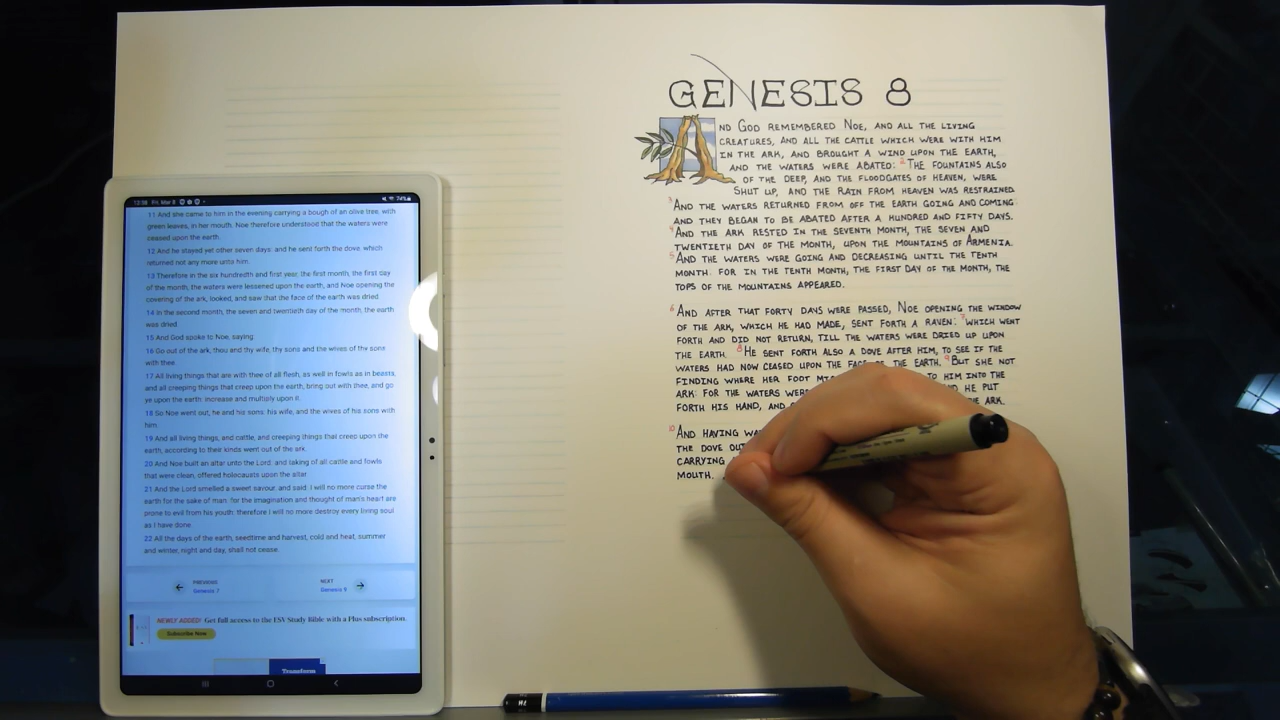 12:38 Fri, Mar 8
74%
11 And she came to him in the evening carrying a bough of an olive tree, with
green leaves, in her mouth. Noe therefore understood that the waters were
ceased upon the earth.
12 And he stayed yet other seven days: and he sent forth the dove, which
returned not any more unto him.
13 Therefore in the six hundredth and first year, the first month, the first day
of the month, the waters were lessened upon the earth, and Noe opening the
covering of the ark, looked, and saw that the face of the earth was dried.
14 In the second month, the seven and twentieth day of the month, the earth
was dried.
15 And God spoke to Noe, saying:
16 Go out of the ark, thou and thy wife, thy sons and the wives of thy sons
with thee.
17 All living things that are with thee of all flesh, as well in fowls as in beasts,
and all creeping things that creep upon the earth, bring out with thee, and go
ye upon the earth: increase and multiply upon it.
18 So Noe went out, he and his sons: his wife, and the wives of his sons with
him.
19 And all living things, and cattle, and creeping things that creep upon the
earth, according to their kinds went out of the ark.
20 And Noe built an altar unto the Lord: and taking of all cattle and fowls
that were clean, offered holocausts upon the altar.
21 And the Lord smelled a sweet savour, and said: I will no more curse the
earth for the sake of man: for the imagination and thought of man's heart are
prone to evil from his youth: therefore I will no more destroy every living soul
as I have done.
22 All the days of the earth, seedtime and harvest, cold and heat, summer
and winter, night and day, shall not cease.
PREVIOUS
Genesis 7
NEXT
Genesis 9
NEWLY ADDED! Get full access to the ESV Study Bible with a Plus subscription.
Subscribe Now
Transform
GENESIS 8
AND GOD REMEMBERED NOE, AND ALL THE LIVING
CREATURES, AND ALL THE CATTLE WHICH WERE WITH HIM
IN THE ARK, AND BROUGHT A WIND UPON THE EARTH,
AND THE WATERS WERE ABATED: 2 THE FOUNTAINS ALSO
OF THE DEEP, AND THE FLOODGATES OF HEAVEN, WERE
SHUT UP, AND THE RAIN FROM HEAVEN WAS RESTRAINED.
3 AND THE WATERS RETURNED FROM OFF THE EARTH GOING AND COMING:
AND THEY BEGAN TO BE ABATED AFTER A HUNDRED AND FIFTY DAYS.
4 AND THE ARK RESTED IN THE SEVENTH MONTH, THE SEVEN AND
TWENTIETH DAY OF THE MONTH, UPON THE MOUNTAINS OF ARMENIA.
5 AND THE WATERS WERE GOING AND DECREASING UNTIL THE TENTH
MONTH: FOR IN THE TENTH MONTH, THE FIRST DAY OF THE MONTH, THE
TOPS OF THE MOUNTAINS APPEARED.
6 AND AFTER THAT FORTY DAYS WERE PASSED, NOE OPENING THE WINDOW
OF THE ARK, WHICH HE HAD MADE, SENT FORTH A RAVEN: 7 WHICH WENT
FORTH AND DID NOT RETURN, TILL THE WATERS WERE DRIED UP UPON
THE EARTH. 8 HE SENT FORTH ALSO A DOVE AFTER HIM, TO SEE IF THE
WATERS HAD NOW CEASED UPON THE FACE OF THE EARTH. 9 BUT SHE NOT
FINDING WHERE HER FOOT TO HIM INTO THE
ARK: FOR THE WATERS HE PUT
FORTH HIS HAND, AND ARK.
10 AND HAVING
THE DOVE
CARRYING
MOUTH.
7H